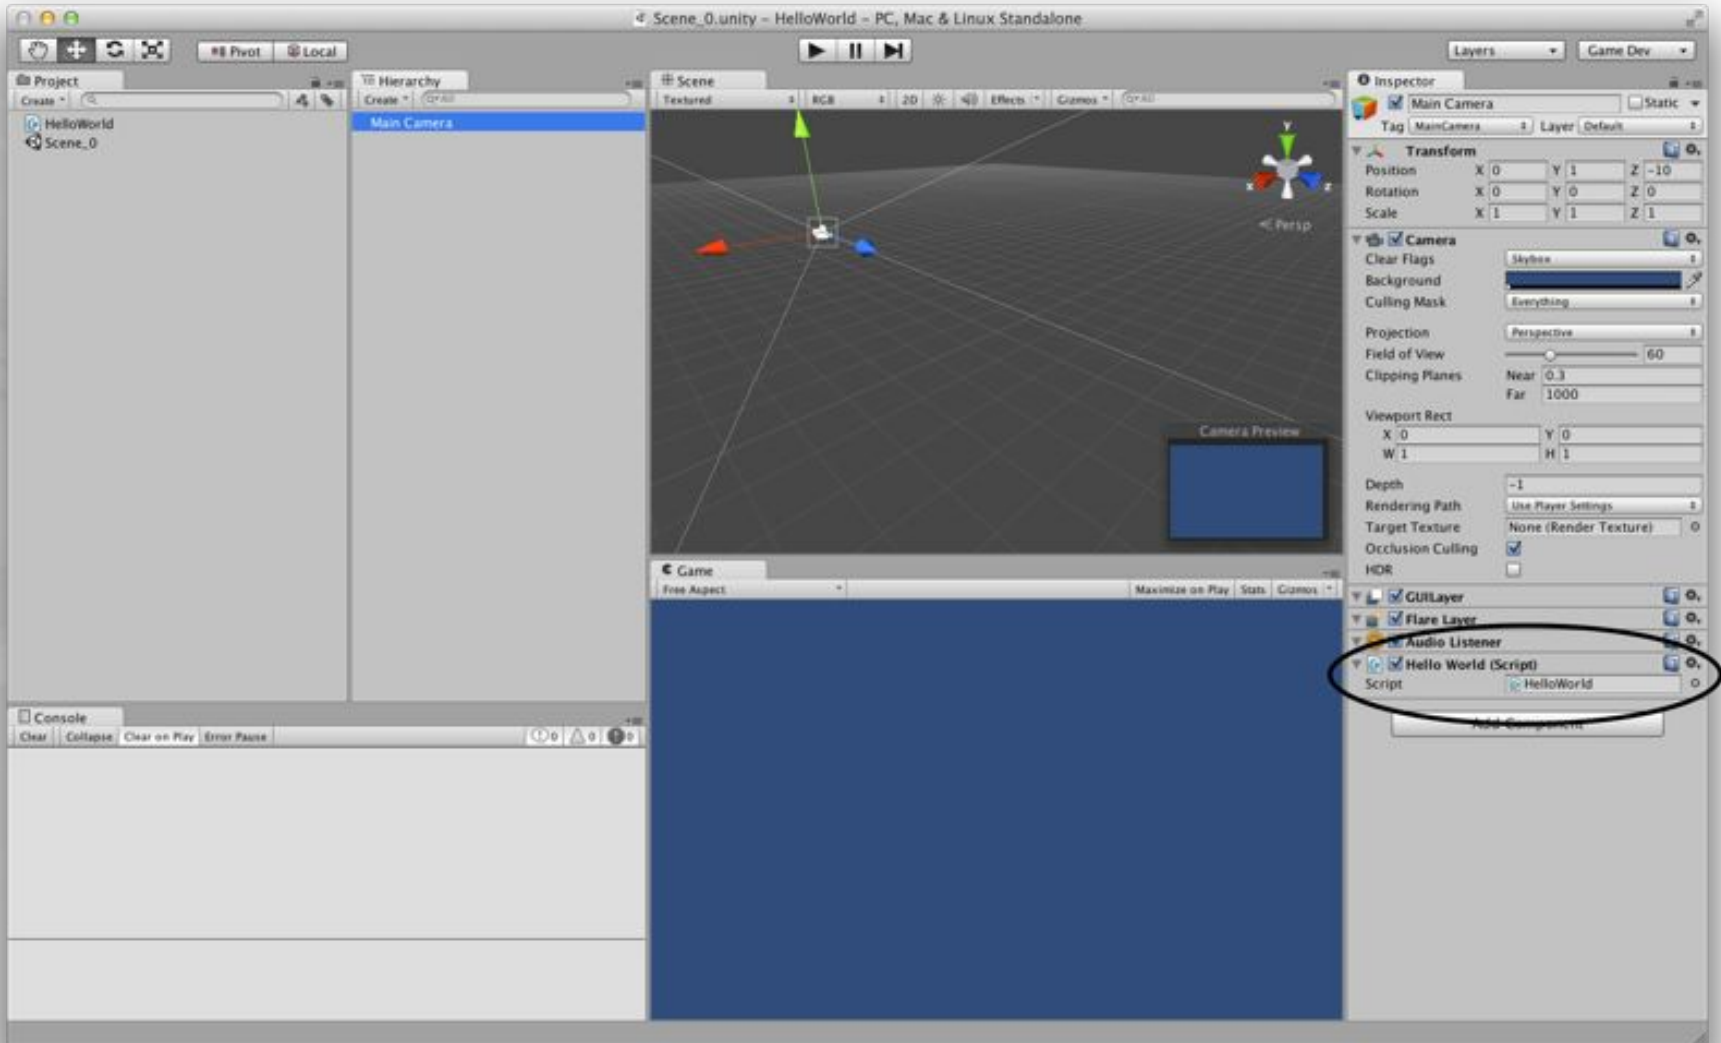 Scene_0.unity – HelloWorld – PC, Mac & Linux Standalone
Pivot Local Layers Game Dev
Project
Create
HelloWorld
Scene_0
Hierarchy
Create All
Main Camera
Scene
Textured RGB 2D Effects Gizmos All
y
x z
Persp
Camera Preview
Game
Free Aspect Maximize on Play Stats Gizmos
Console
Clear Collapse Clear on Play Error Pause 0 0 0
Inspector
Main Camera Static
Tag MainCamera Layer Default
Transform
Position X 0 Y 1 Z -10
Rotation X 0 Y 0 Z 0
Scale X 1 Y 1 Z 1
Camera
Clear Flags Skybox
Background
Culling Mask Everything
Projection Perspective
Field of View 60
Clipping Planes Near 0.3
Far 1000
Viewport Rect
X 0 Y 0
W 1 H 1
Depth -1
Rendering Path Use Player Settings
Target Texture None (Render Texture)
Occlusion Culling
HDR
GUILayer
Flare Layer
Audio Listener
Hello World (Script)
Script HelloWorld
Add Component